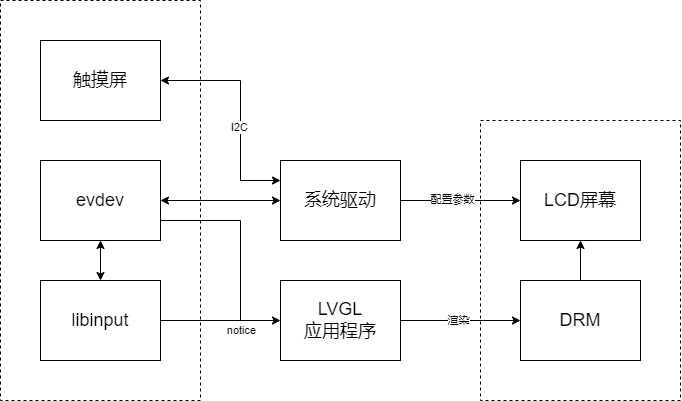 触摸屏
I2C
evdev
系统驱动
配置参数
LCD屏幕
libinput
notice
LVGL
应用程序
渲染
DRM